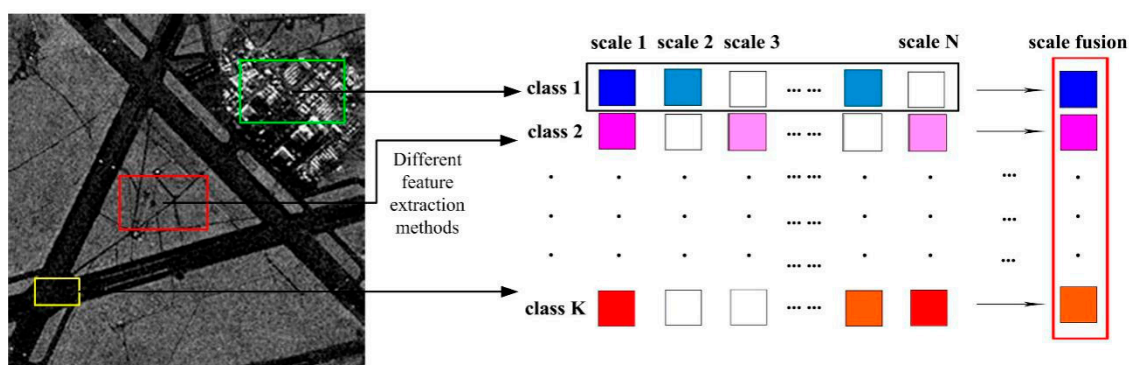 scale 1 scale 2 scale 3 scale N scale fusion
class 1 ... ...
class 2 ... ...
Different
feature
extraction
methods
... ... ...
... ... ...
... ... ...
class K ... ...